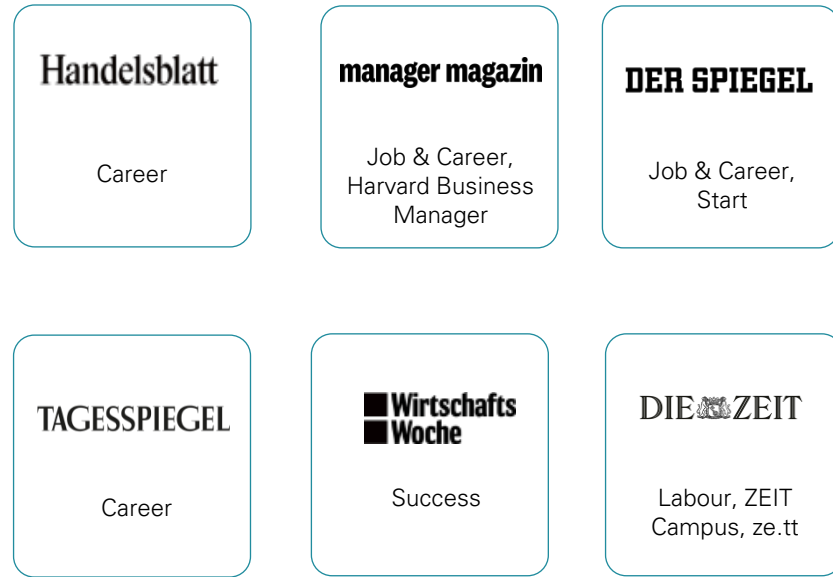 Handelsblatt
Career
manager magazin
Job & Career,
Harvard Business
Manager
DER SPIEGEL
Job & Career,
Start
TAGESSPIEGEL
Career
Wirtschafts
Woche
Success
DIE ZEIT
Labour, ZEIT
Campus, ze.tt